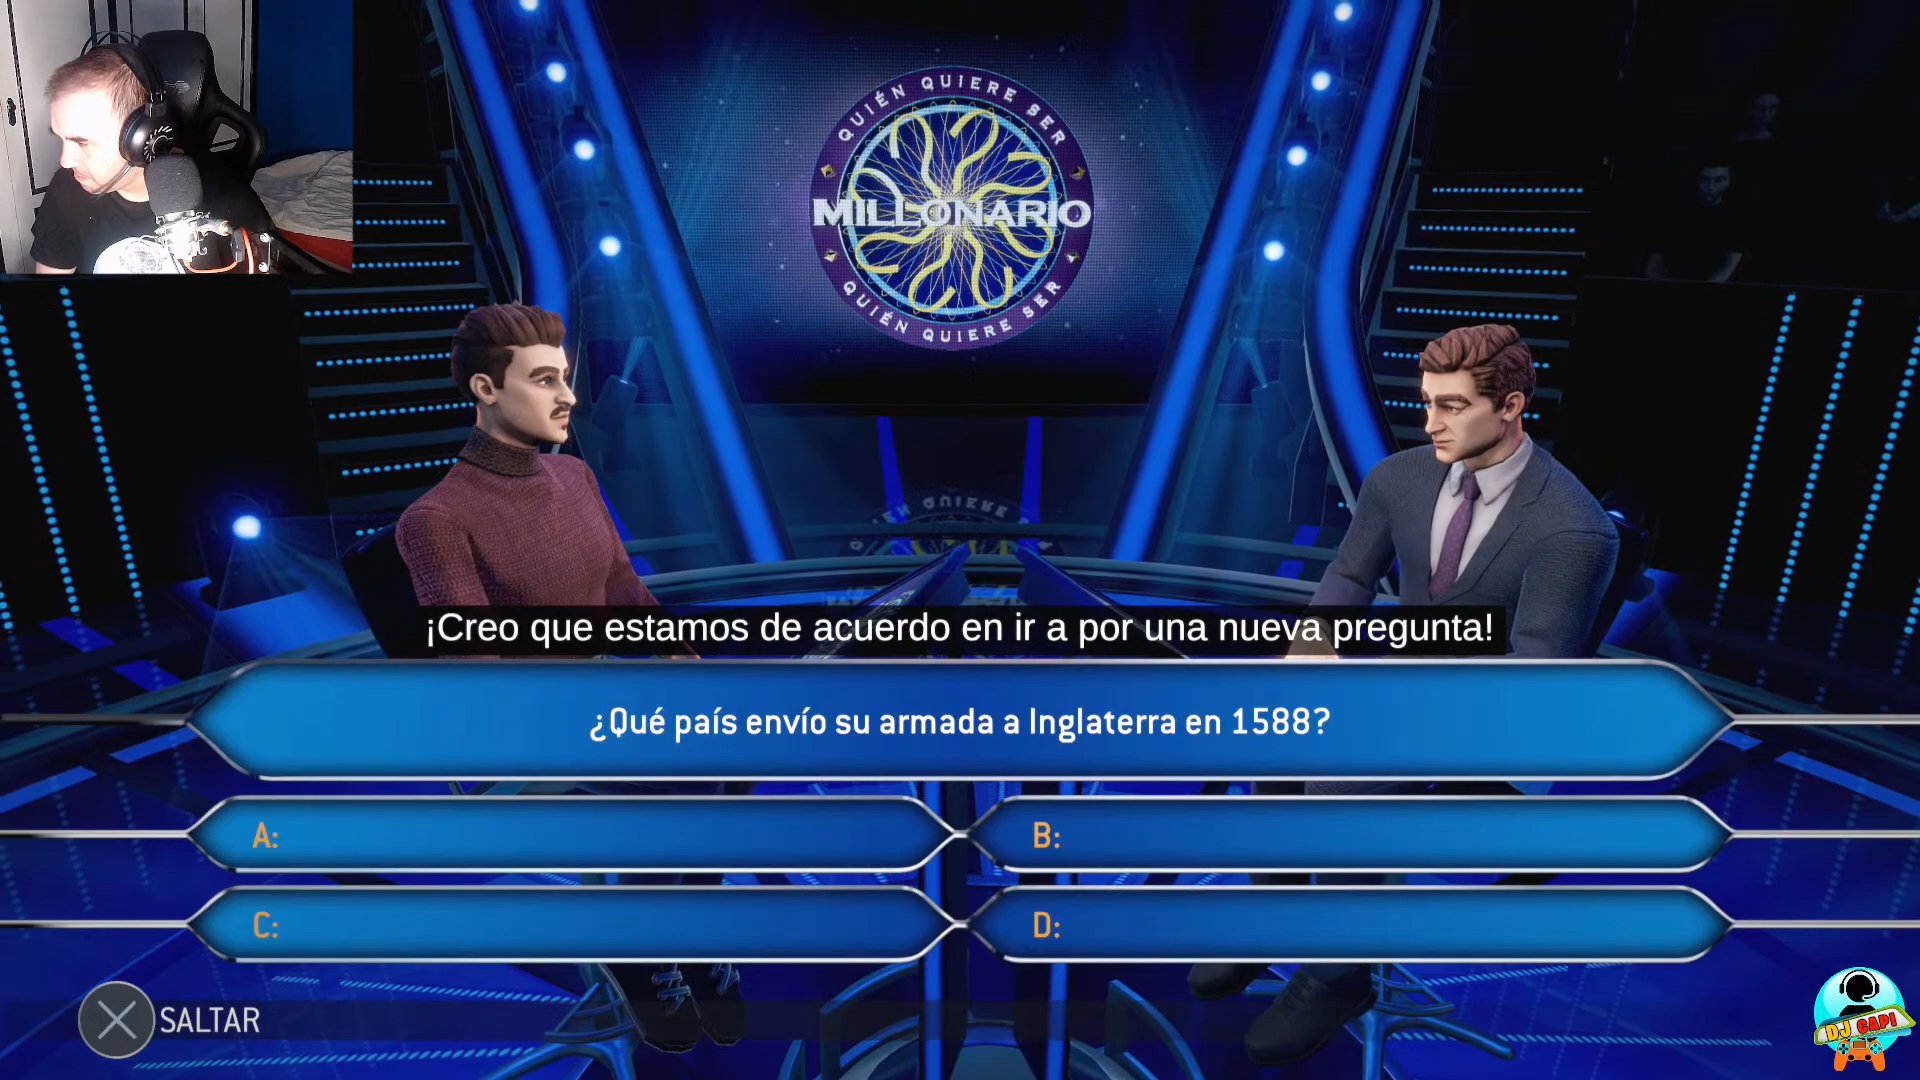 QUIÉN QUIERE SER
MILLONARIO
QUIÉN QUIERE SER
¡Creo que estamos de acuerdo en ir a por una nueva pregunta!
¿Qué país envío su armada a Inglaterra en 1588?
A:
B:
C:
D:
SALTAR
DJ CAPI